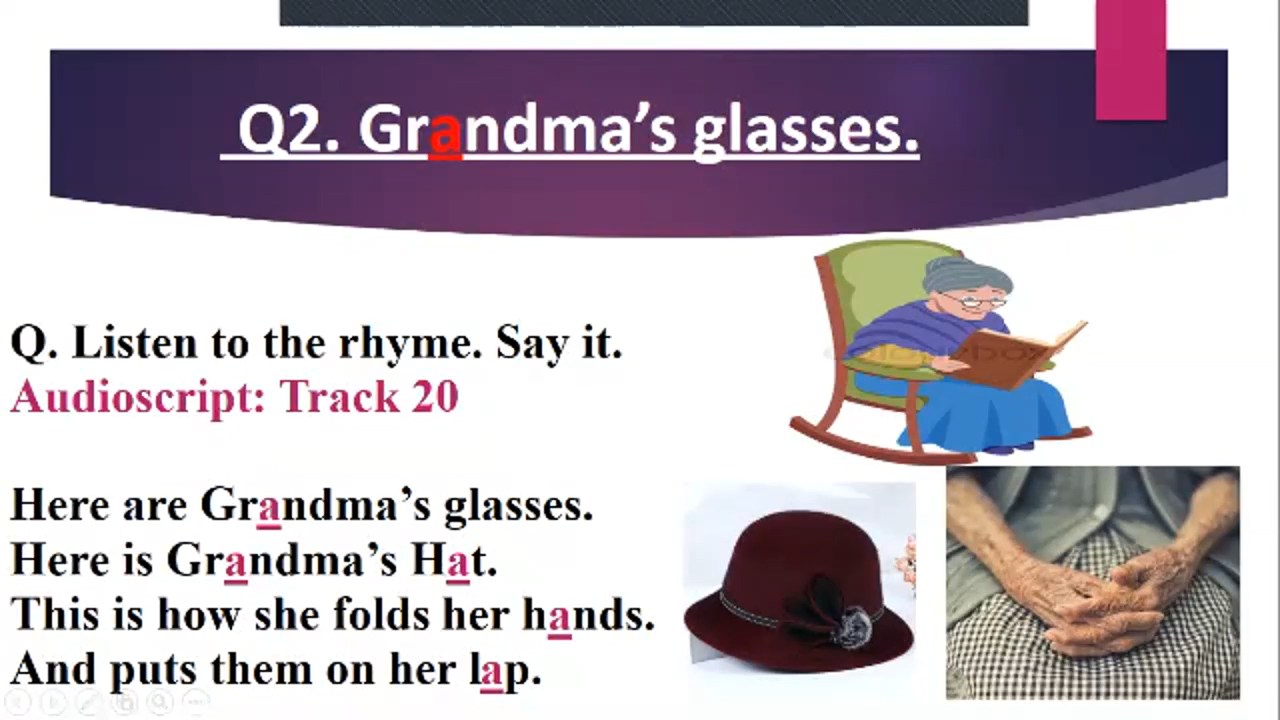 Q2. Grandma’s glasses.
Q. Listen to the rhyme. Say it.
Audioscript: Track 20
Here are Grandma’s glasses.
Here is Grandma’s Hat.
This is how she folds her hands.
And puts them on her lap.